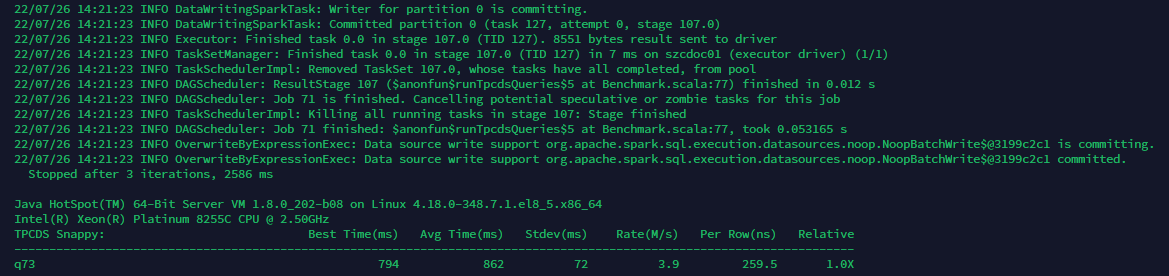 22/07/26 14:21:23 INFO DataWritingSparkTask: Writer for partition 0 is committing.
22/07/26 14:21:23 INFO DataWritingSparkTask: Committed partition 0 (task 127, attempt 0, stage 107.0)
22/07/26 14:21:23 INFO Executor: Finished task 0.0 in stage 107.0 (TID 127). 8551 bytes result sent to driver
22/07/26 14:21:23 INFO TaskSetManager: Finished task 0.0 in stage 107.0 (TID 127) in 7 ms on szcdoc01 (executor driver) (1/1)
22/07/26 14:21:23 INFO TaskSchedulerImpl: Removed TaskSet 107.0, whose tasks have all completed, from pool
22/07/26 14:21:23 INFO DAGScheduler: ResultStage 107 ($anonfun$runTpcdsQueries$5 at Benchmark.scala:77) finished in 0.012 s
22/07/26 14:21:23 INFO DAGScheduler: Job 71 is finished. Cancelling potential speculative or zombie tasks for this job
22/07/26 14:21:23 INFO TaskSchedulerImpl: Killing all running tasks in stage 107: Stage finished
22/07/26 14:21:23 INFO DAGScheduler: Job 71 finished: $anonfun$runTpcdsQueries$5 at Benchmark.scala:77, took 0.053165 s
22/07/26 14:21:23 INFO OverwriteByExpressionExec: Data source write support org.apache.spark.sql.execution.datasources.noop.NoopBatchWrite$@3199c2c1 is committing.
22/07/26 14:21:23 INFO OverwriteByExpressionExec: Data source write support org.apache.spark.sql.execution.datasources.noop.NoopBatchWrite$@3199c2c1 committed.
  Stopped after 3 iterations, 2586 ms
Java HotSpot(TM) 64-Bit Server VM 1.8.0_202-b08 on Linux 4.18.0-348.7.1.el8_5.x86_64
Intel(R) Xeon(R) Platinum 8255C CPU @ 2.50GHz
TPCDS Snappy: Best Time(ms) Avg Time(ms) Stdev(ms) Rate(M/s) Per Row(ns) Relative
------------------------------------------------------------------------------------------------------------------------
q73 794 862 72 3.9 259.5 1.0X